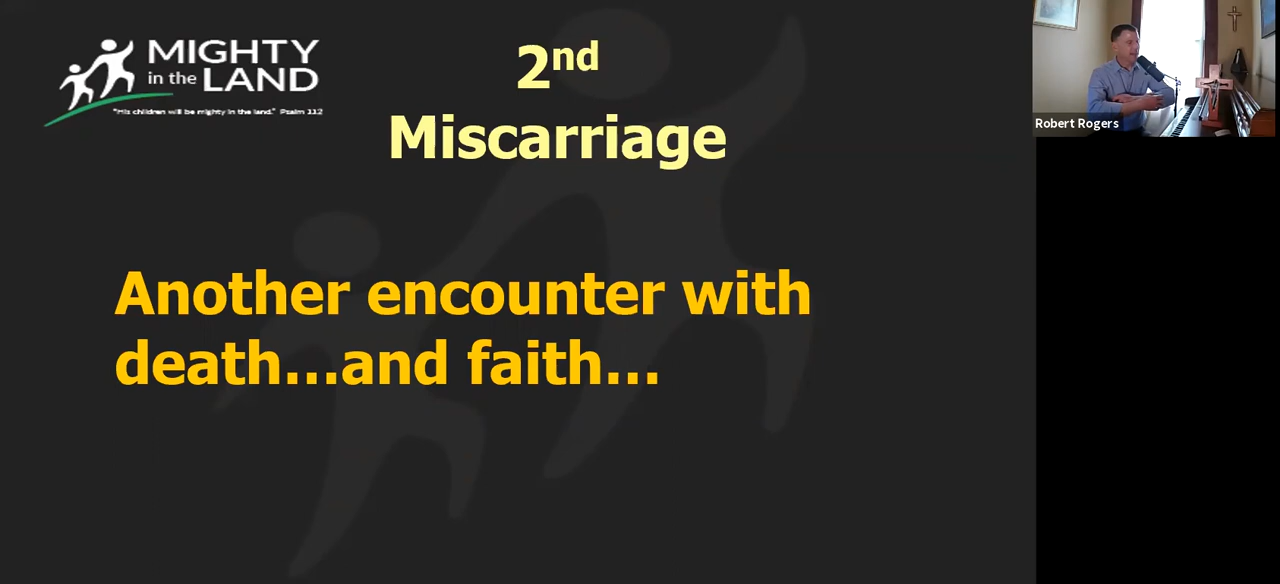 MIGHTY
in the LAND
"His children will be mighty in the land." Psalm 112
2nd
Miscarriage
Another encounter with
death...and faith...
Robert Rogers